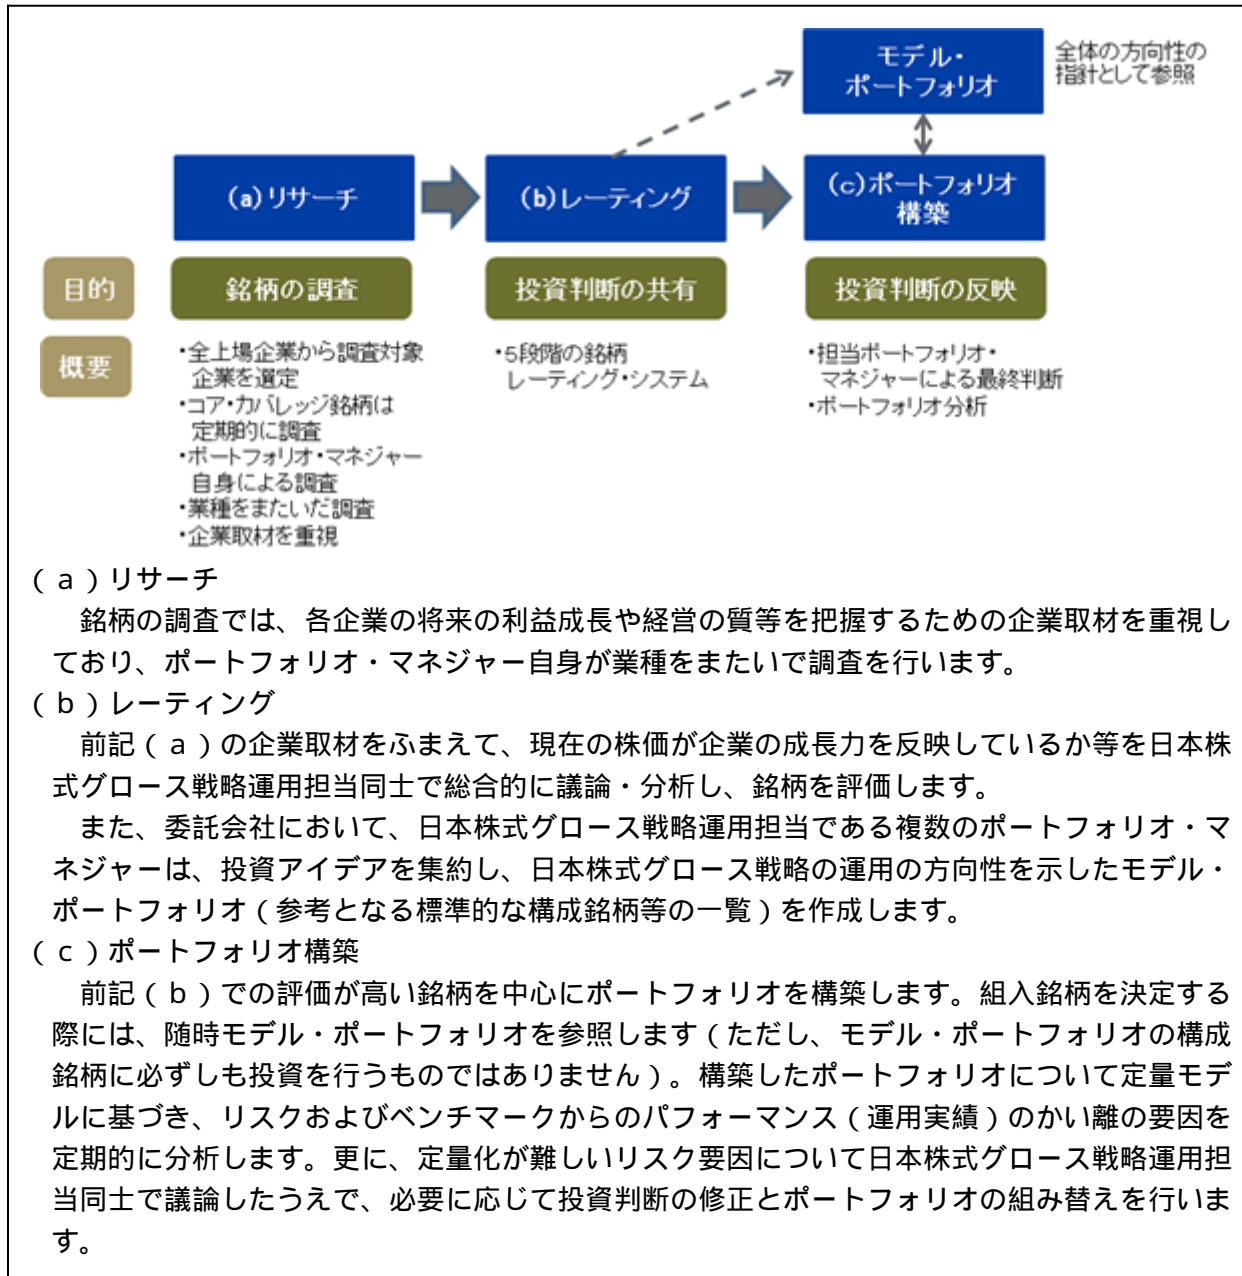 モデル・
ポートフォリオ
全体の方向性の
指針として参照
(a)リサーチ
(b)レーティング
(c)ポートフォリオ
構築
目的
銘柄の調査
投資判断の共有
投資判断の反映
概要
・全上場企業から調査対象
企業を選定
・コア・カバレッジ銘柄は
定期的に調査
・ポートフォリオ・マネジャー
自身による調査
・業種をまたいだ調査
・企業取材を重視
・5段階の銘柄
レーティング・システム
・担当ポートフォリオ・
マネジャーによる最終判断
・ポートフォリオ分析
(a)リサーチ
銘柄の調査では、各企業の将来の利益成長や経営の質等を把握するための企業取材を重視し
ており、ポートフォリオ・マネジャー自身が業種をまたいで調査を行います。
(b)レーティング
前記(a)の企業取材をふまえて、現在の株価が企業の成長力を反映しているか等を日本株
式グロース戦略運用担当同士で総合的に議論・分析し、銘柄を評価します。
また、委託会社において、日本株式グロース戦略運用担当である複数のポートフォリオ・マ
ネジャーは、投資アイデアを集約し、日本株式グロース戦略の運用の方向性を示したモデル・
ポートフォリオ(参考となる標準的な構成銘柄等の一覧)を作成します。
(c)ポートフォリオ構築
前記(b)での評価が高い銘柄を中心にポートフォリオを構築します。組入銘柄を決定する
際には、随時モデル・ポートフォリオを参照します(ただし、モデル・ポートフォリオの構成
銘柄に必ずしも投資を行うものではありません)。構築したポートフォリオについて定量モデ
ルに基づき、リスクおよびベンチマークからのパフォーマンス(運用実績)のかい離の要因を
定期的に分析します。更に、定量化が難しいリスク要因について日本株式グロース戦略運用担
当同士で議論したうえで、必要に応じて投資判断の修正とポートフォリオの組み替えを行いま
す。